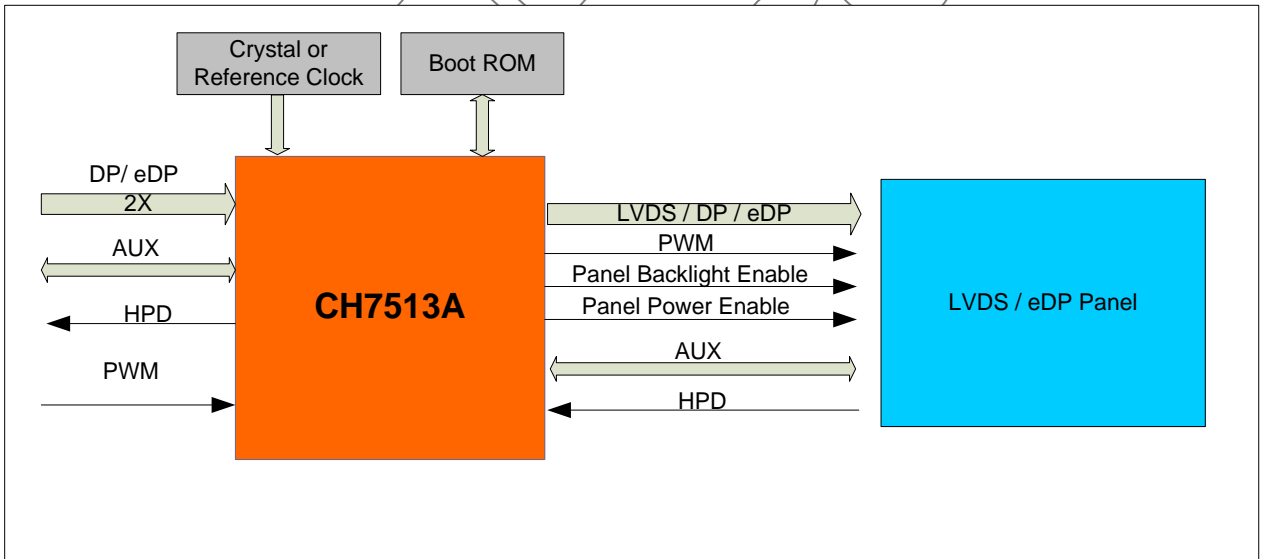 Crystal or
Reference Clock
Boot ROM
DP/ eDP
2X
AUX
HPD
PWM
CH7513A
LVDS / DP / eDP
PWM
Panel Backlight Enable
Panel Power Enable
AUX
HPD
LVDS / eDP Panel